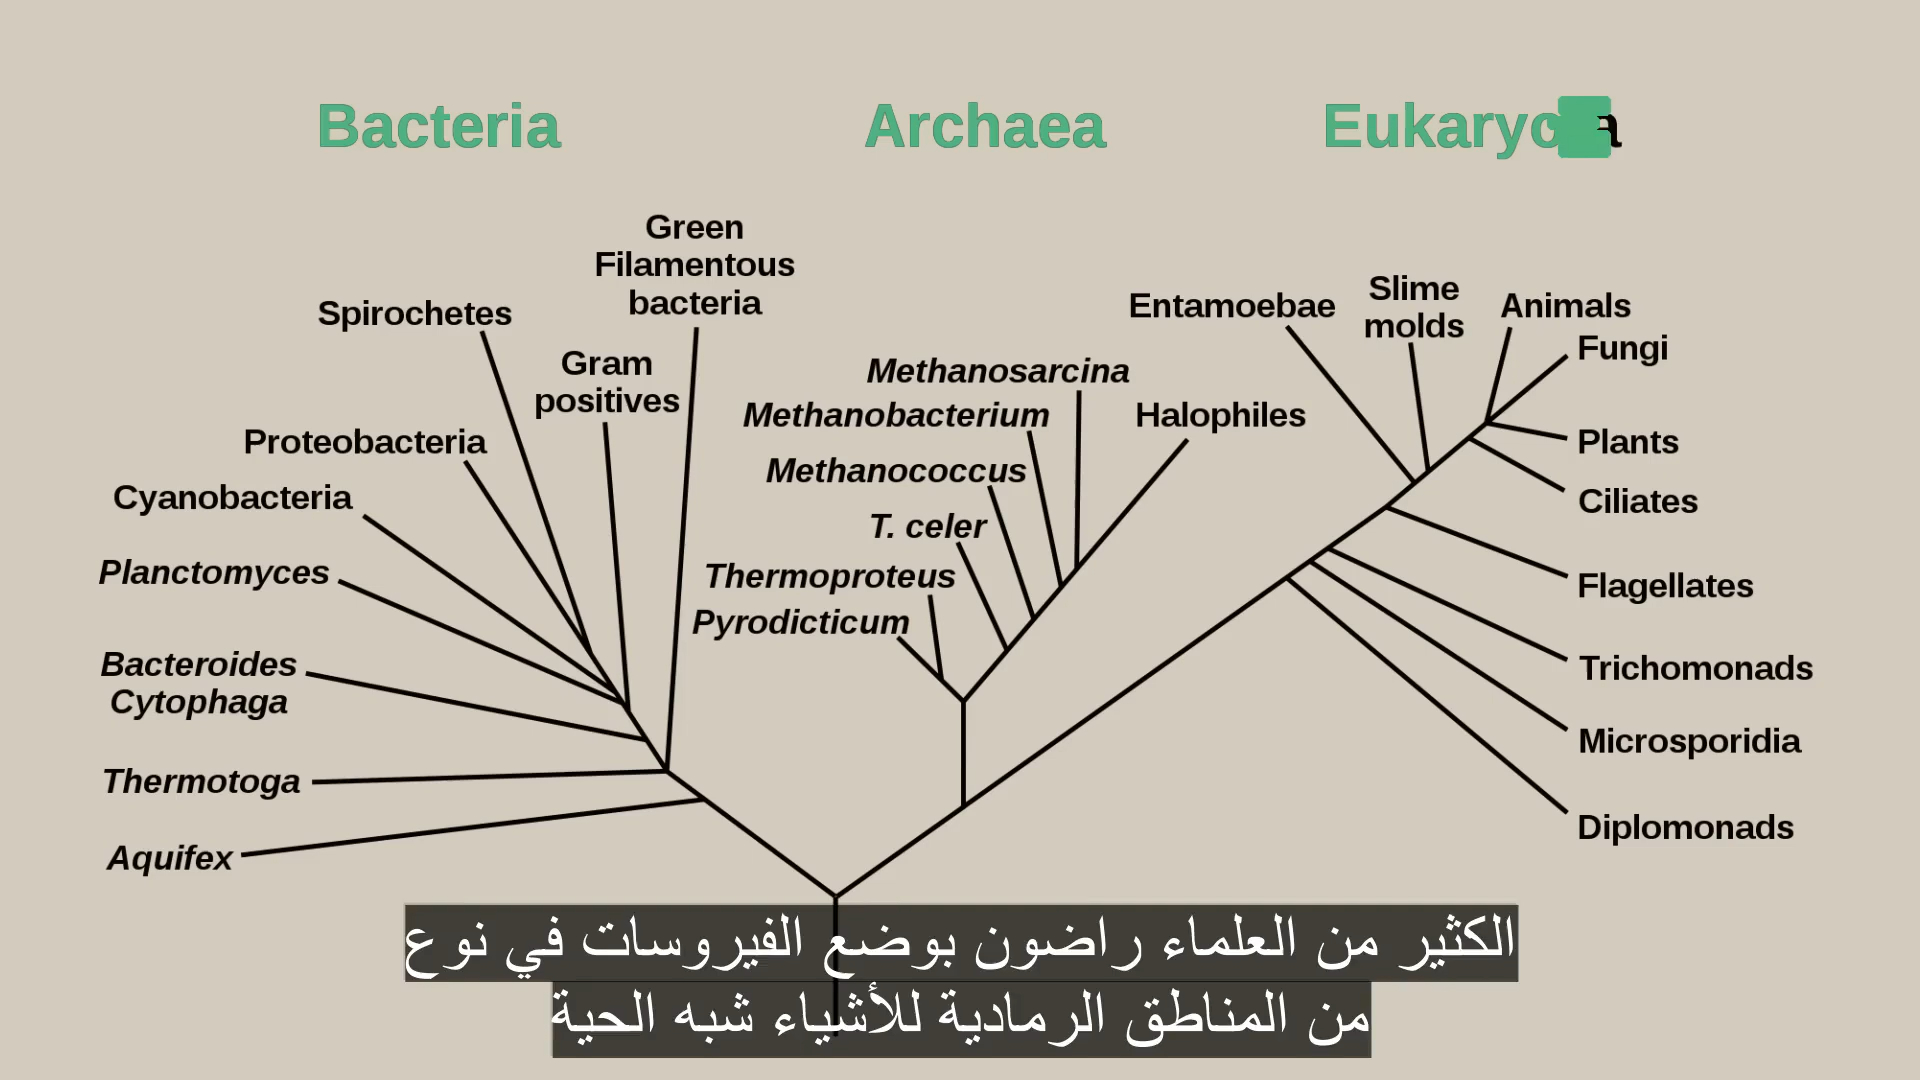 Bacteria
Archaea
Green
Filamentous
bacteria
Spirochetes
Gram
positives
Proteobacteria
Cyanobacteria
Planctomyces
Bacteroides
Cytophaga
Thermotoga
Aquifex
Methanosarcina
Methanobacterium
Halophiles
Methanococcus
T. celer
Thermoproteus
Pyrodicticum
Entamoebae
Slime
molds
Animals
Fungi
Plants
Ciliates
Flagellates
Trichomonads
Microsporidia
Diplomonads
الكثير من العلماء راضون بوضع الفيروسات في نوع
من المناطق الرمادية للأشياء شبه الحية